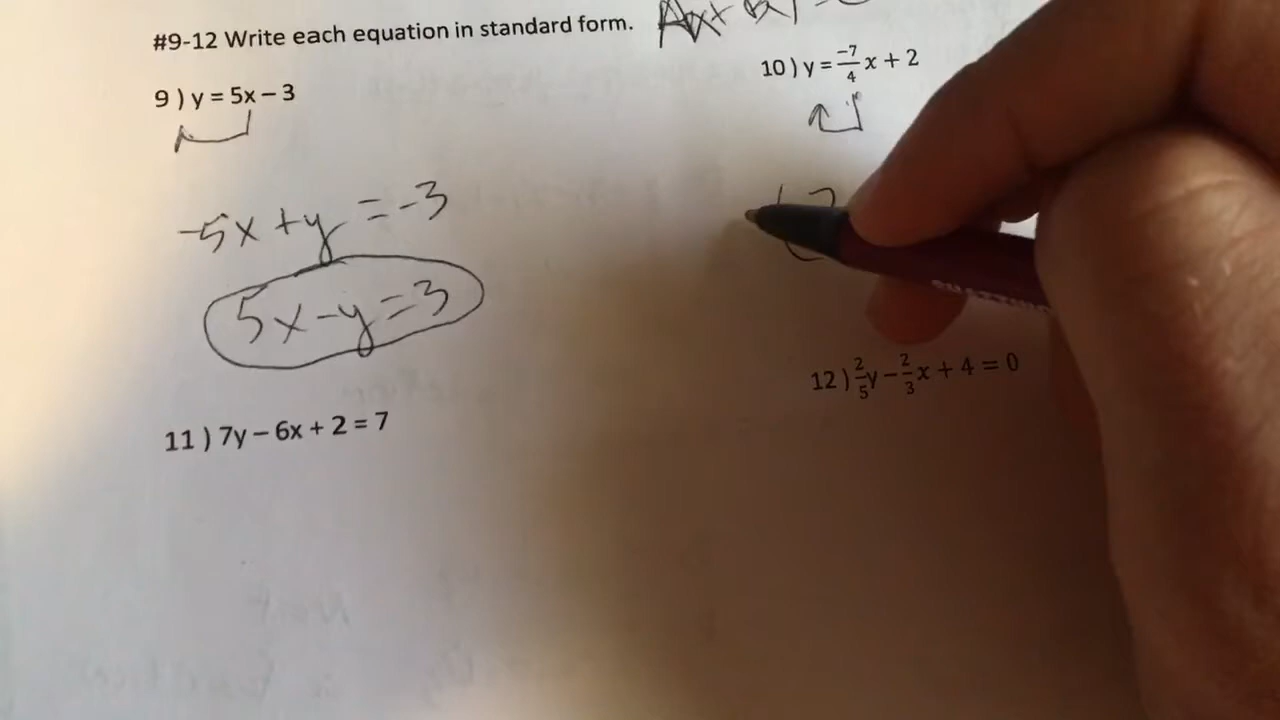 #9-12 Write each equation in standard form. Ax+
9 ) y = 5x – 3
-5x +y = -3
5x-y=3
10 ) y = -7/4 x + 2
11 ) 7y – 6x + 2 = 7
12 ) 2/5 y – 2/3 x + 4 = 0